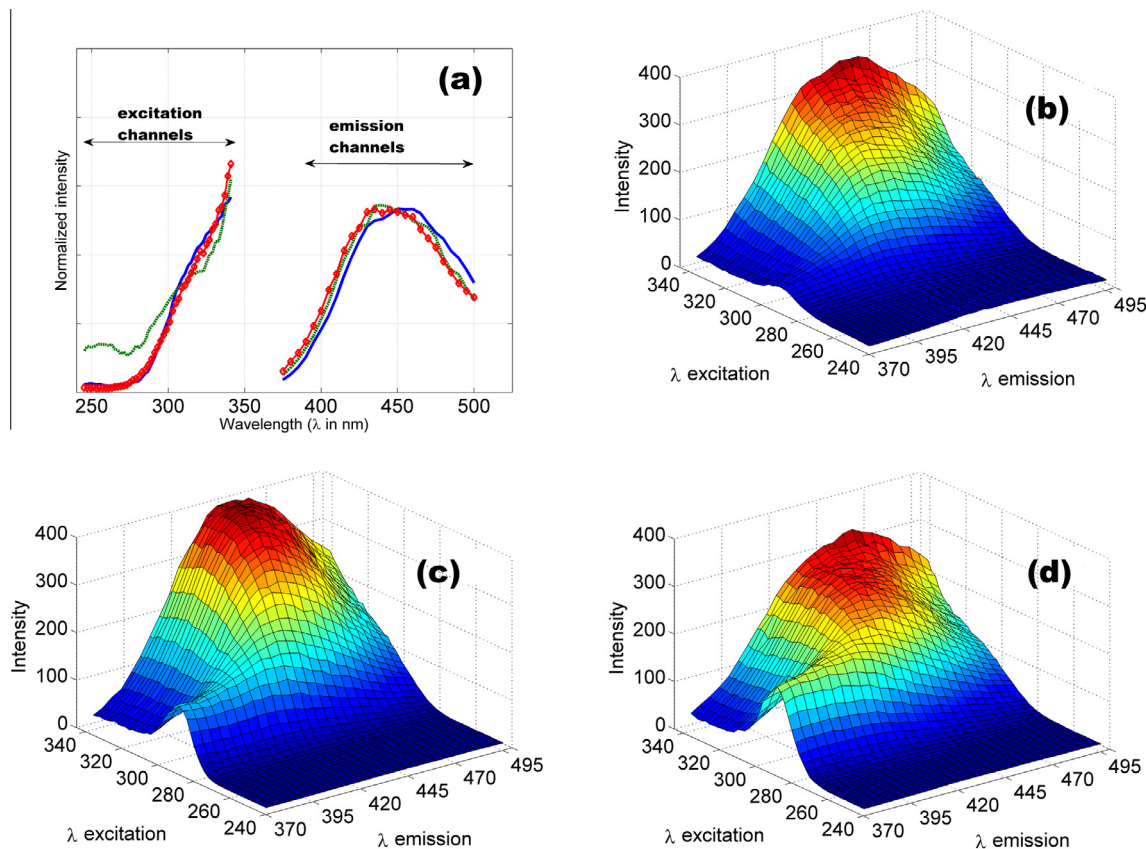 (a)
excitation
channels
emission
channels
Normalized intensity
250 300 350 400 450 500
Wavelength (λ in nm)
(b)
400
300
200
100
0
Intensity
340
320
300
280
260
240
370
395
420
445
470
495
λ excitation
λ emission
(c)
400
300
200
100
0
Intensity
340
320
300
280
260
240
370
395
420
445
470
495
λ excitation
λ emission
(d)
400
300
200
100
0
Intensity
340
320
300
280
260
240
370
395
420
445
470
495
λ excitation
λ emission